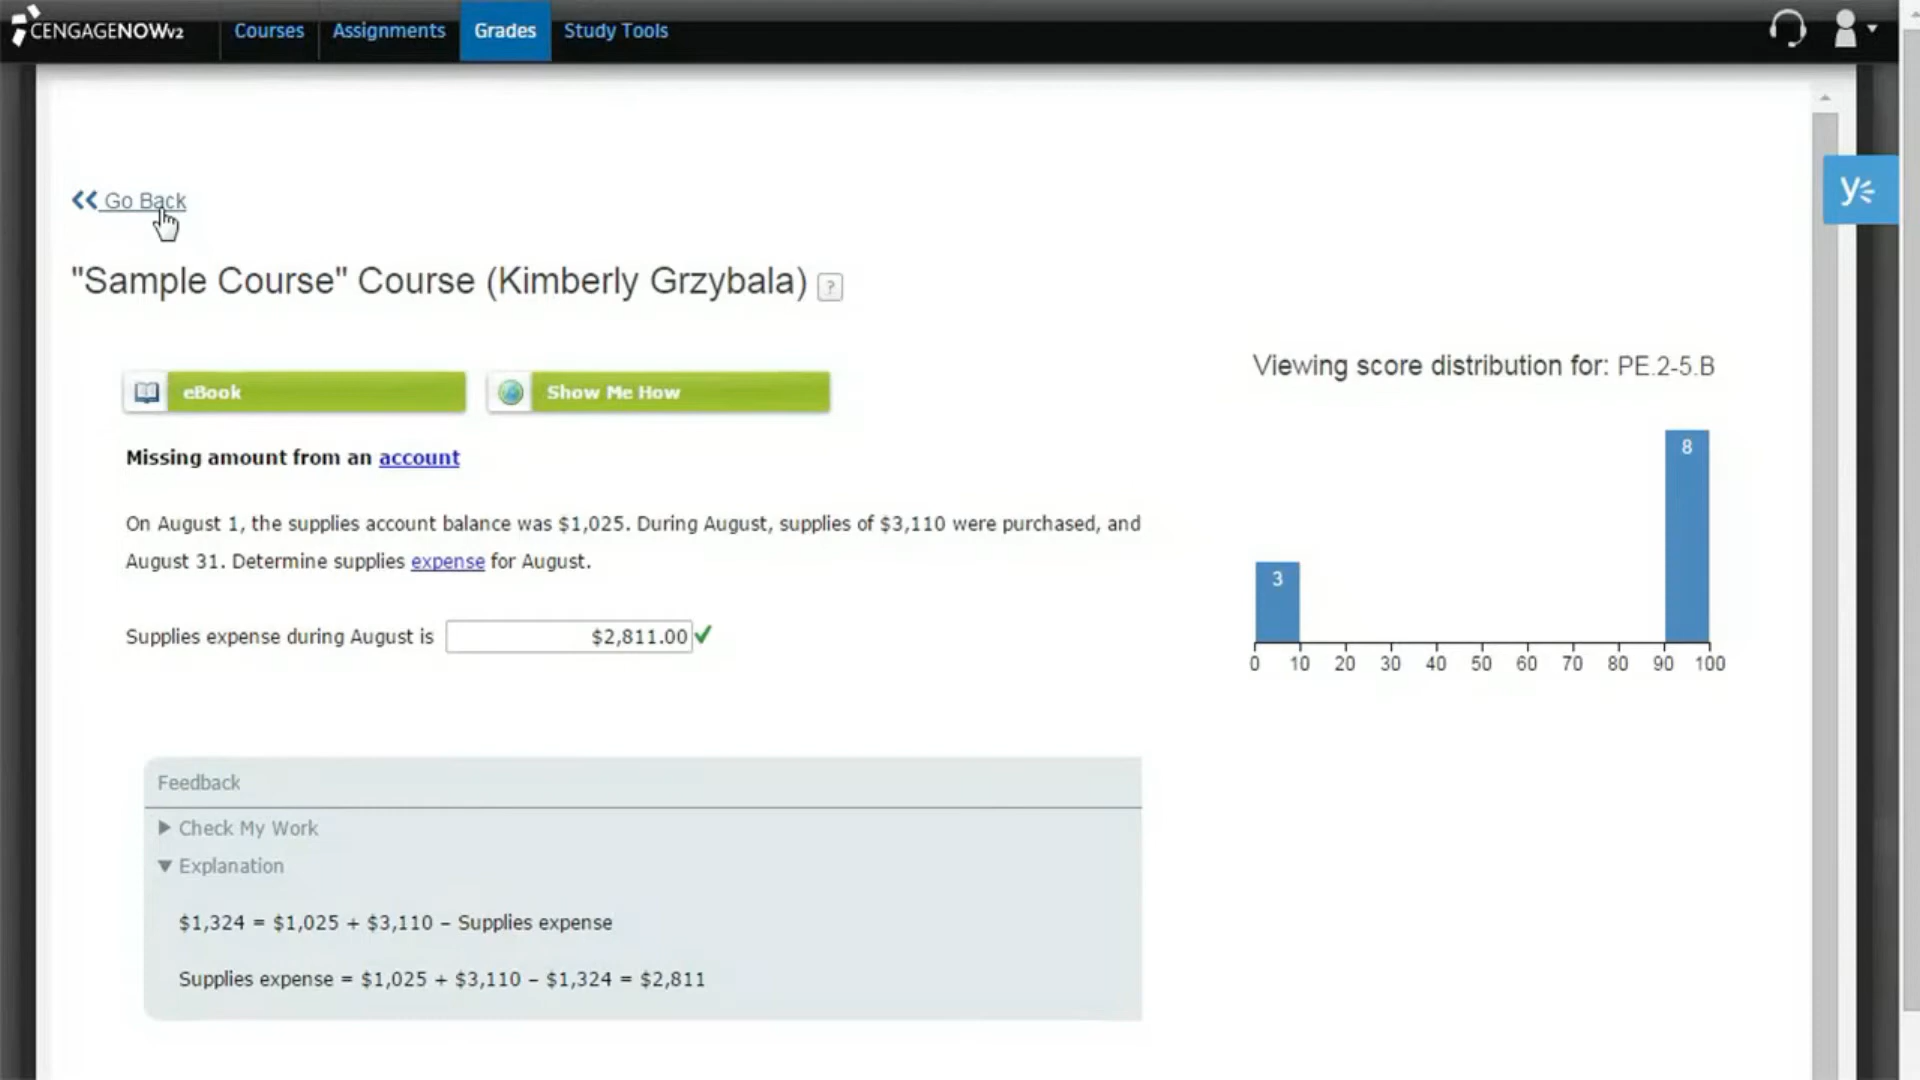 CENGAGENOWv2
Courses
Assignments
Grades
Study Tools
Go Back
"Sample Course" Course (Kimberly Grzybala) ?
eBook
Show Me How
Viewing score distribution for: PE.2-5.B
Missing amount from an account
On August 1, the supplies account balance was $1,025. During August, supplies of $3,110 were purchased, and
August 31. Determine supplies expense for August.
Supplies expense during August is $2,811.00
8
3
0 10 20 30 40 50 60 70 80 90 100
Feedback
Check My Work
Explanation
$1,324 = $1,025 + $3,110 – Supplies expense
Supplies expense = $1,025 + $3,110 – $1,324 = $2,811
y